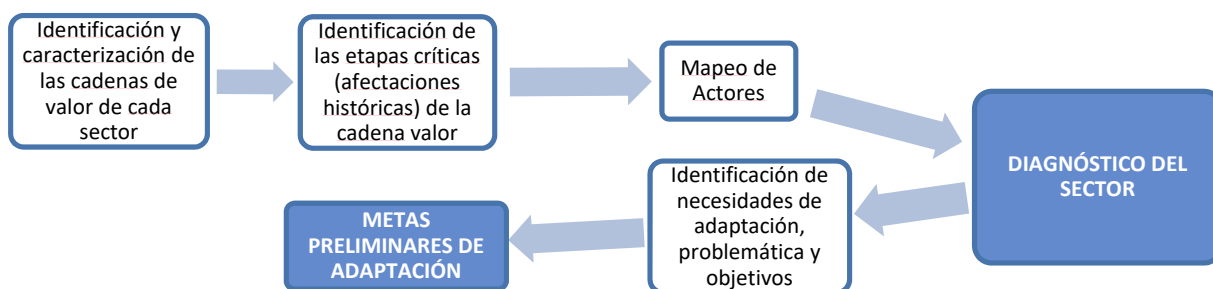 Identificación y
caracterización de
las cadenas de
valor de cada
sector
Identificación de
las etapas críticas
(afectaciones
históricas) de la
cadena valor
Mapeo de
Actores
DIAGNÓSTICO DEL
SECTOR
Identificación de
necesidades de
adaptación,
problemática y
objetivos
METAS
PRELIMINARES DE
ADAPTACIÓN